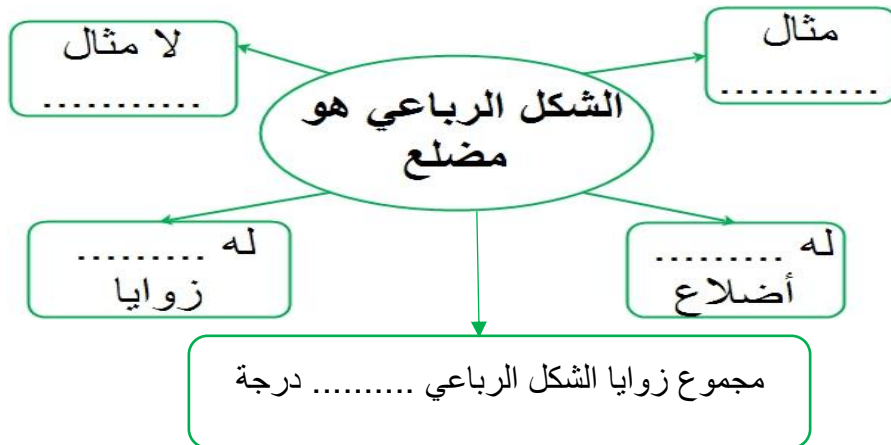 مثال
...........
لا مثال
...........
الشكل الرباعي هو
مضلع
له .........
أضلاع
له .........
زوايا
مجموع زوايا الشكل الرباعي .......... درجة